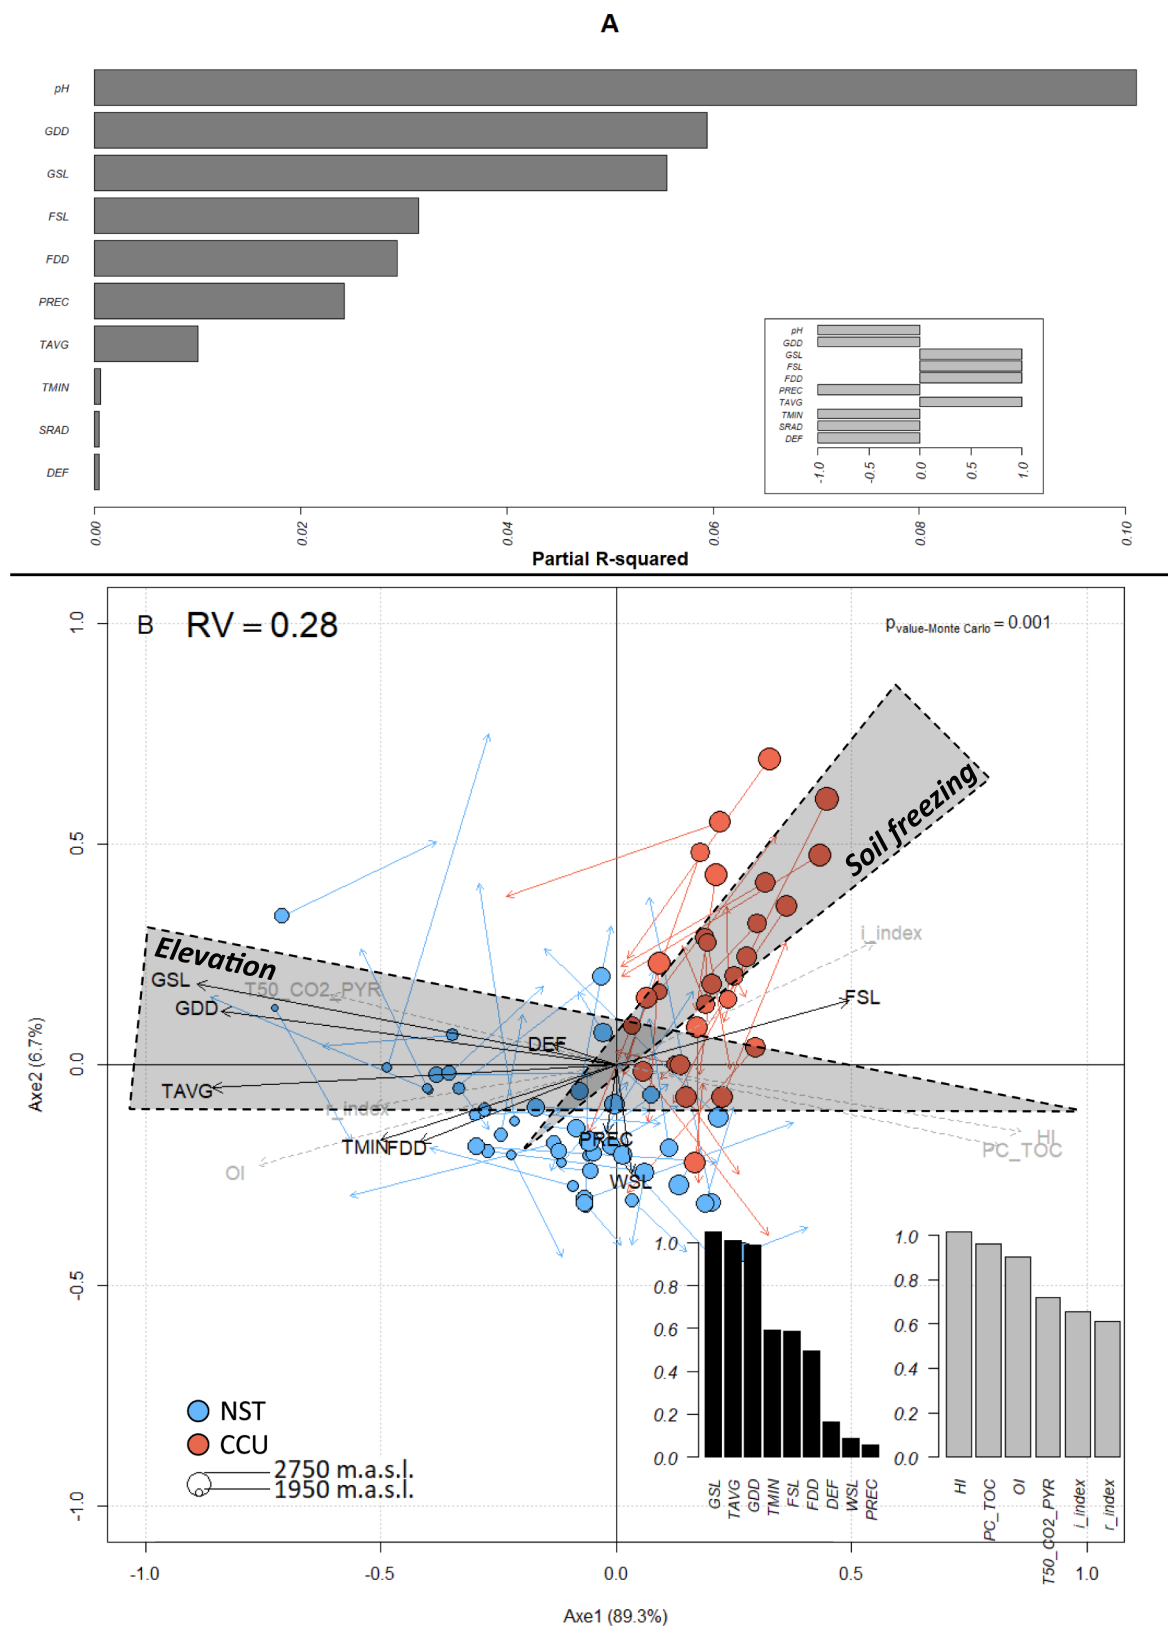 A
pH
GDD
GSL
FSL
FDD
PREC
TAVG
TMIN
SRAD
DEF
pH
GDD
GSL
FSL
FDD
PREC
TAVG
TMIN
SRAD
DEF
-1.0 -0.5 0.0 0.5 1.0
0.00 0.02 0.04 0.06 0.08 0.10
Partial R-squared
B RV = 0.28
pvalue-Monte Carlo = 0.001
1.0
0.5
0.0
-0.5
-1.0
Axe2 (6.7%)
Soil freezing
Elevation
i_index
GSL
T50_CO2_PYR
FSL
GDD
DEF
TAVG
r_index
TMIN
FDD
PREC
HI
PC_TOC
OI
WSL
1.0
0.8
0.6
0.4
0.2
0.0
GSL TAVG GDD TMIN FSL FDD DEF WSL PREC
1.0
0.8
0.6
0.4
0.2
0.0
HI PC_TOC OI T50_CO2_PYR i_index r_index
NST
CCU
2750 m.a.s.l.
1950 m.a.s.l.
-1.0 -0.5 0.0 0.5 1.0
Axe1 (89.3%)